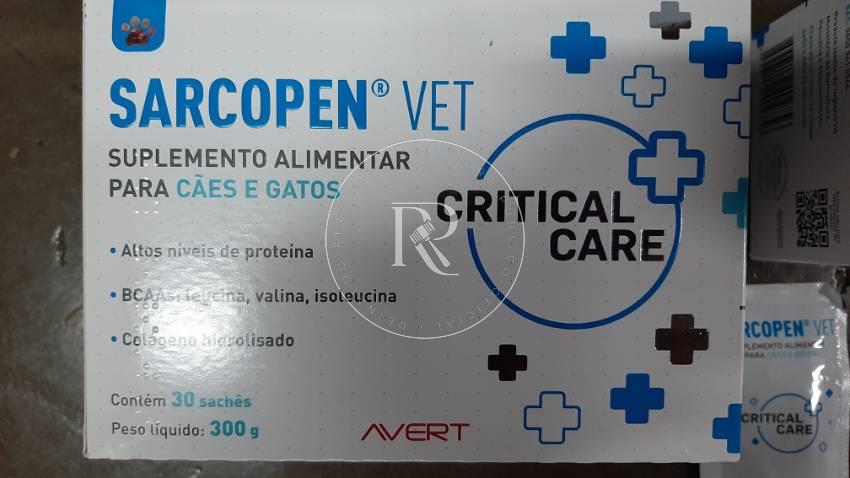 SARCOPEN® VET
SUPLEMENTO ALIMENTAR
PARA CÃES E GATOS
• Altos níveis de proteína
• BCAAs: leucina, valina, isoleucina
• Colágeno hidrolisado
Contém 30 sachês
Peso líquido: 300 g
AVERT
CRITICAL
CARE
RCOPEN® VET
PLEMENTO ALIMEN
PARA CÃES E GATOS
CRITICAL
CARE